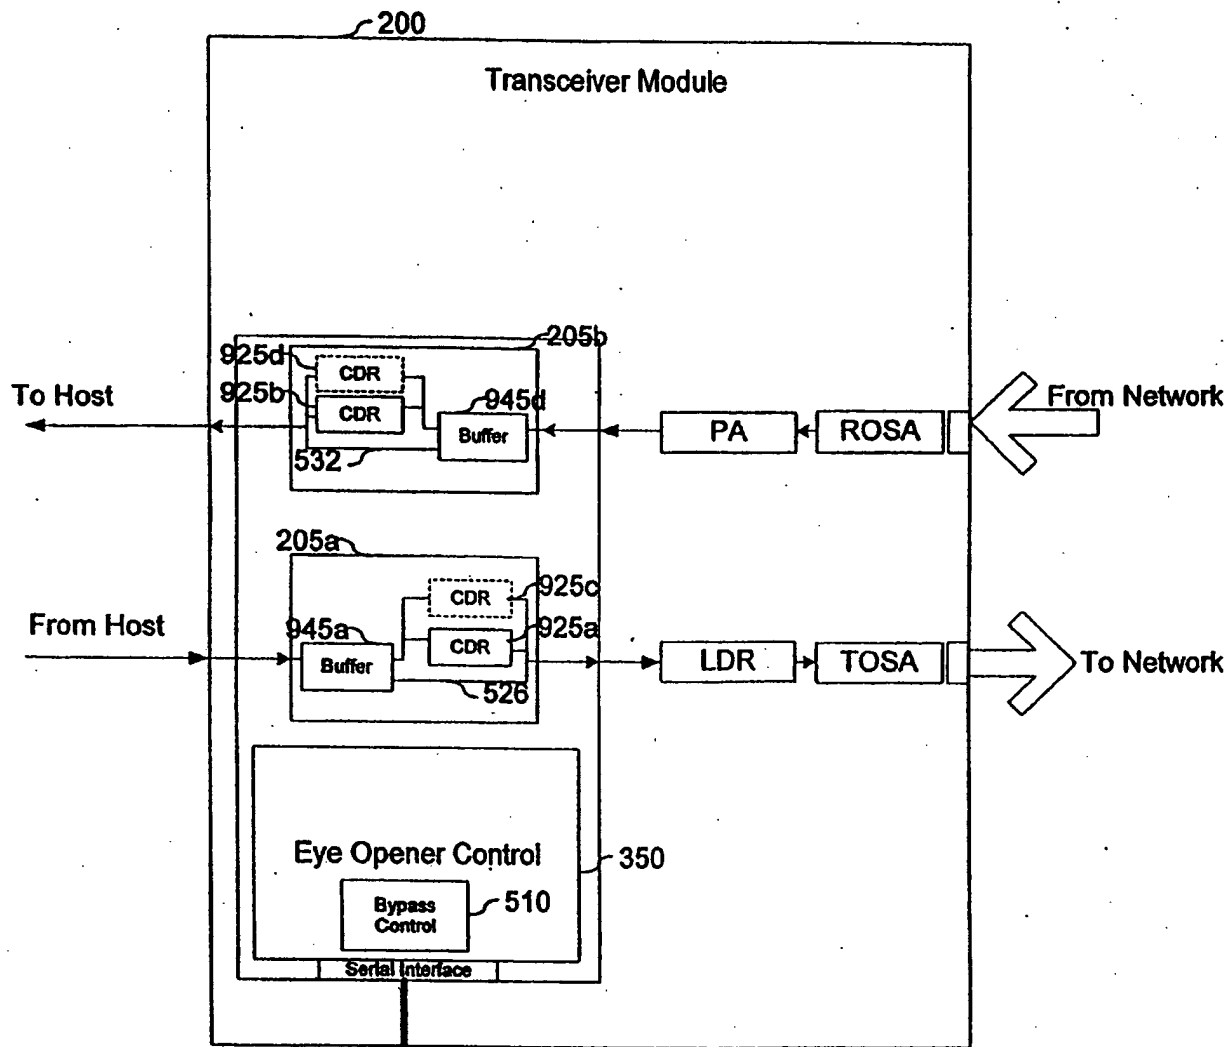 200
Transceiver Module
205b
925d
CDR
To Host
925b
CDR
945d
Buffer
532
PA
ROSA
From Network
205a
925c
CDR
From Host
945a
Buffer
925a
CDR
526
LDR
TOSA
To Network
Eye Opener Control
350
Bypass
Control
510
Serial Interface